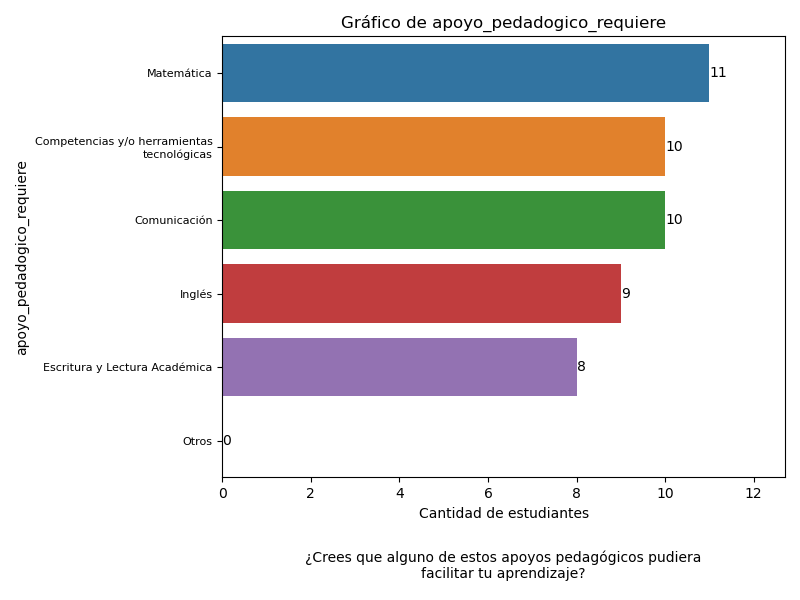 Gráfico de apoyo_pedadogico_requiere
Matemática
11
Competencias y/o herramientas
tecnológicas
10
Comunicación
10
Inglés
9
Escritura y Lectura Académica
8
Otros
0
apoyo_pedadogico_requiere
0 2 4 6 8 10 12
Cantidad de estudiantes
¿Crees que alguno de estos apoyos pedagógicos pudiera
facilitar tu aprendizaje?